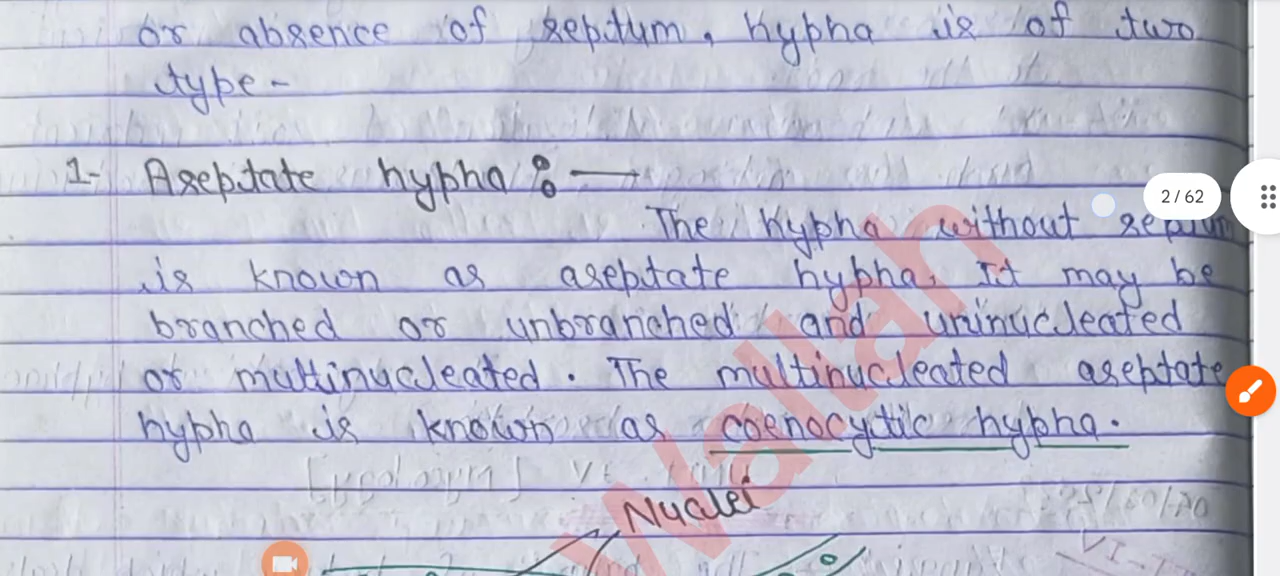 or absence of septum, hypha is of two
type-
1- Aseptate hypha :—
The hypha without septum
2/62
is known as aseptate hypha. It may be
branched or unbranched and uninucleated
or multinucleated. The multinucleated aseptate
hypha is known as coenocytic hypha.
Nuclei